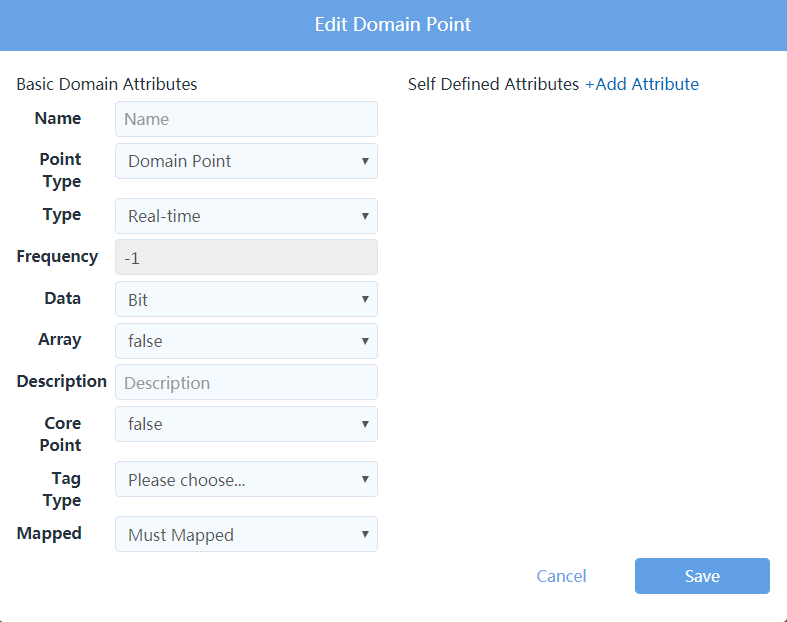 Edit Domain Point
Basic Domain Attributes
Self Defined Attributes +Add Attribute
Name Name
Point Type Domain Point
Type Real-time
Frequency -1
Data Bit
Array false
Description Description
Core Point false
Tag Type Please choose...
Mapped Must Mapped
Cancel Save